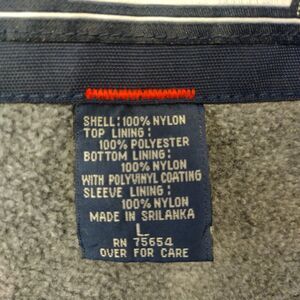 SHELL: 100% NYLON
TOP LINING:
100% POLYESTER
BOTTOM LINING:
100% NYLON
WITH POLYVINYL COATING
SLEEVE LINING:
100% NYLON
MADE IN SRILANKA
L
RN 75654
OVER FOR CARE